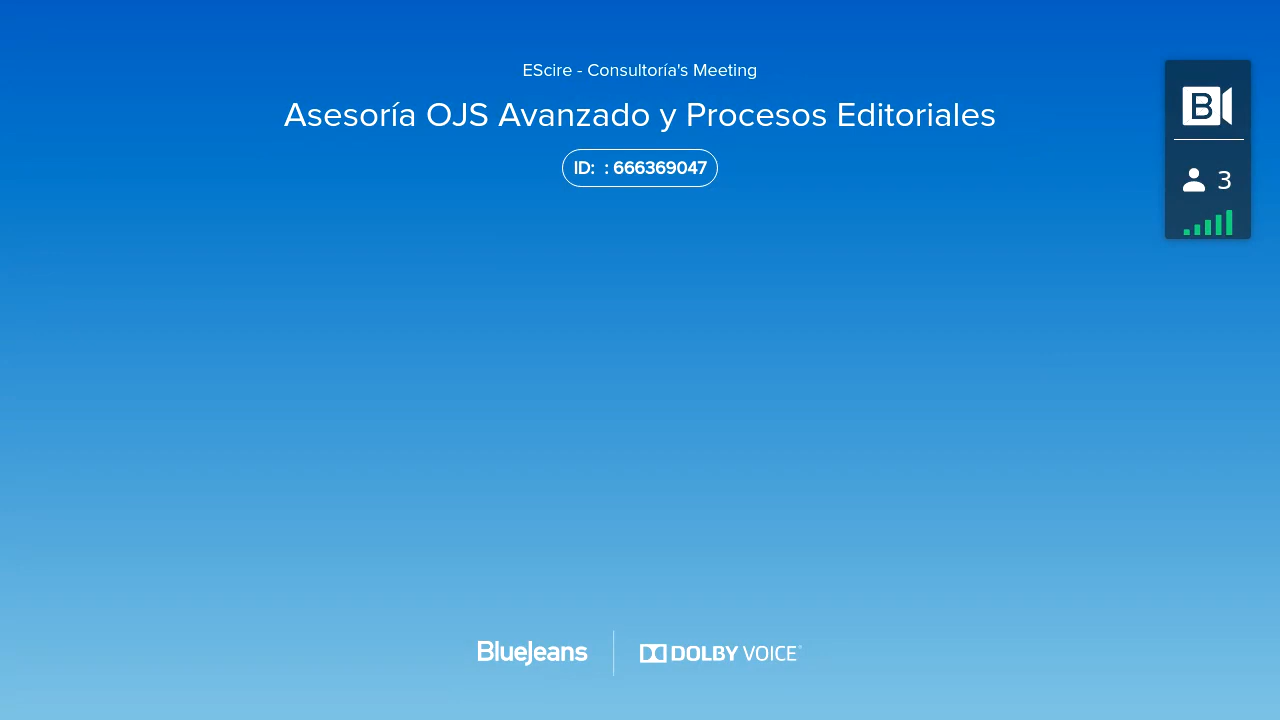 EScire - Consultoría's Meeting
Asesoría OJS Avanzado y Procesos Editoriales
ID:  : 666369047
B
3
BlueJeans
DOLBY VOICE